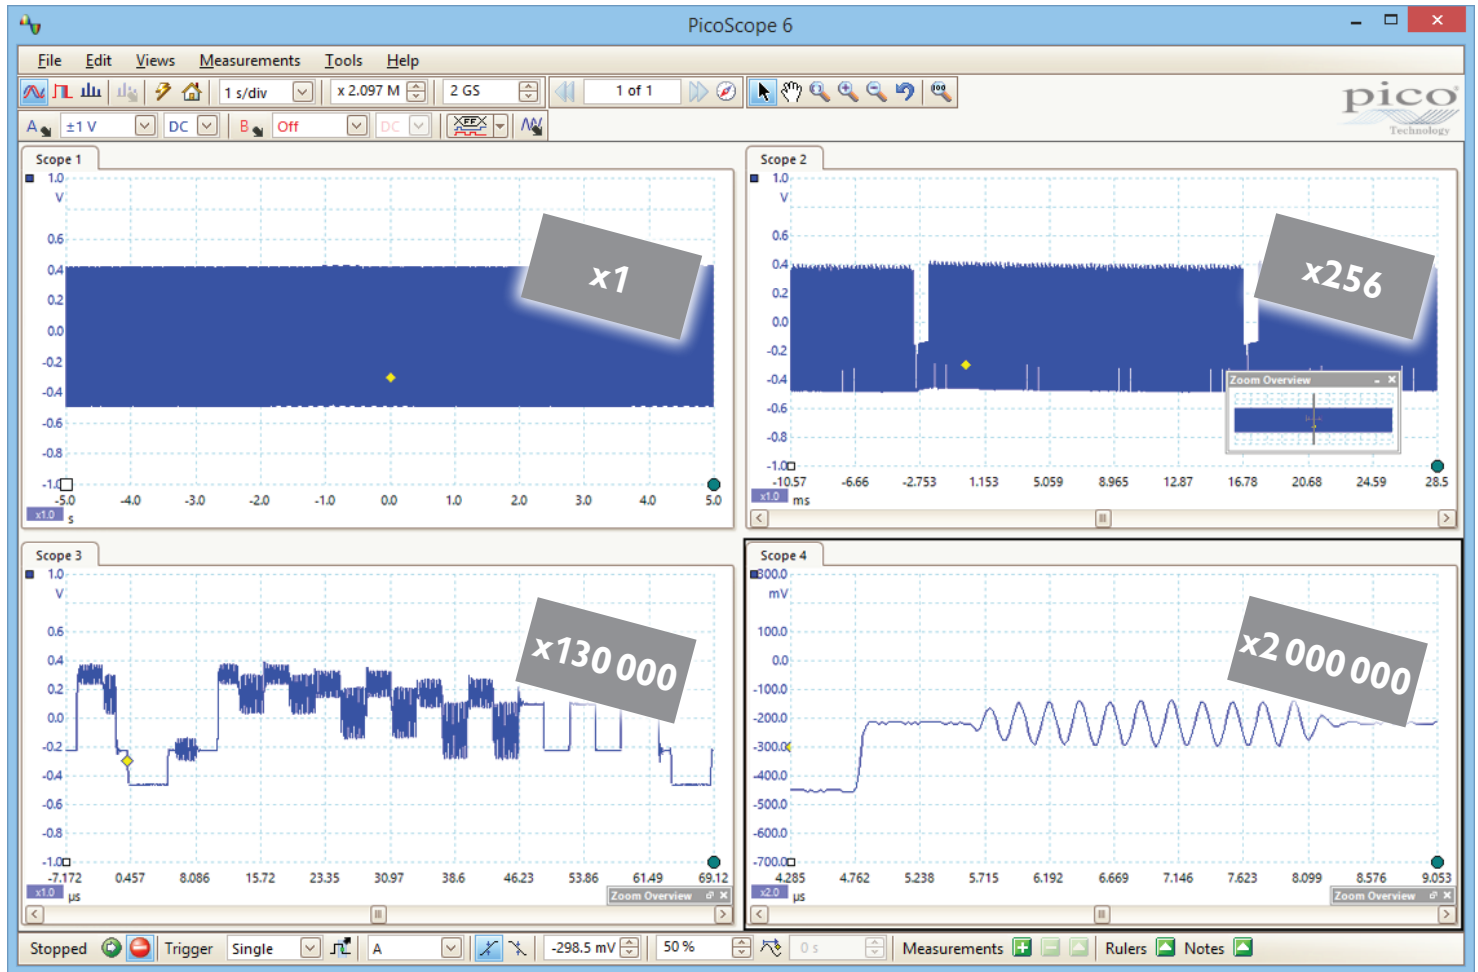 PicoScope 6
File Edit Views Measurements Tools Help
1 s/div x 2.097 M 2 GS 1 of 1
pico
Technology
A ±1 V DC B Off DC
Scope 1
1.0
V
0.6
0.4
0.2
0.0
-0.2
-0.4
-0.6
-0.8
-1.0
-5.0 -4.0 -3.0 -2.0 -1.0 0.0 1.0 2.0 3.0 4.0 5.0
x1.0 s
x1
Scope 2
1.0
V
0.6
0.4
0.2
0.0
-0.2
-0.4
-0.6
-0.8
-1.0
-10.57 -6.66 -2.753 1.153 5.059 8.965 12.87 16.78 20.68 24.59 28.5
x1.0 ms
x256
Zoom Overview
Scope 3
1.0
V
0.6
0.4
0.2
0.0
-0.2
-0.4
-0.6
-0.8
-1.0
-7.172 0.457 8.086 15.72 23.35 30.97 38.6 46.23 53.86 61.49 69.12
x1.0 µs
x130 000
Zoom Overview
Scope 4
300.0
mV
100.0
0.0
-100.0
-200.0
-300.0
-400.0
-500.0
-600.0
-700.0
4.285 4.762 5.238 5.715 6.192 6.669 7.146 7.623 8.099 8.576 9.053
x2.0 µs
x2 000 000
Zoom Overview
Stopped Trigger Single A -298.5 mV 50 % 0 s Measurements Rulers Notes